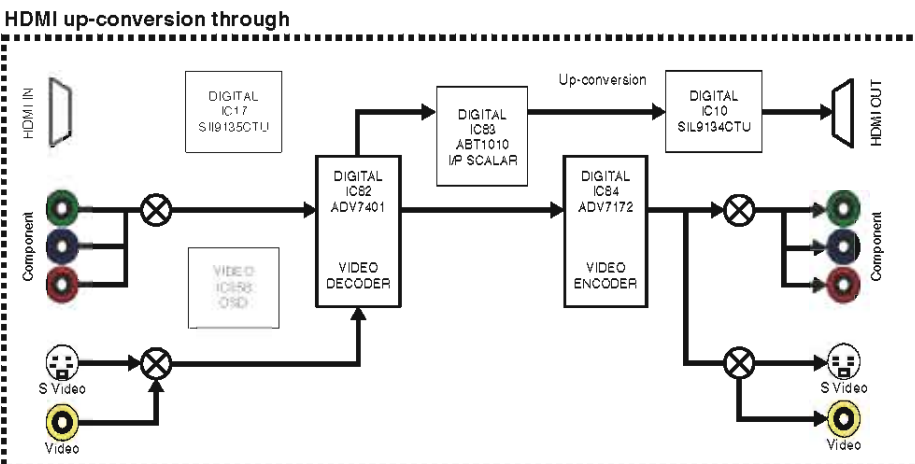 HDMI up-conversion through
HDMI IN
DIGITAL
IC17
SII9135CTU
DIGITAL
IC83
ABT1010
I/P SCALAR
Up-conversion
DIGITAL
IC10
SIL9134CTU
HDMI OUT
Component
DIGITAL
IC82
ADV7401
VIDEO
DECODER
DIGITAL
IC84
ADV7172
VIDEO
ENCODER
Component
VIDEO
OSD
S Video
Video
S Video
Video